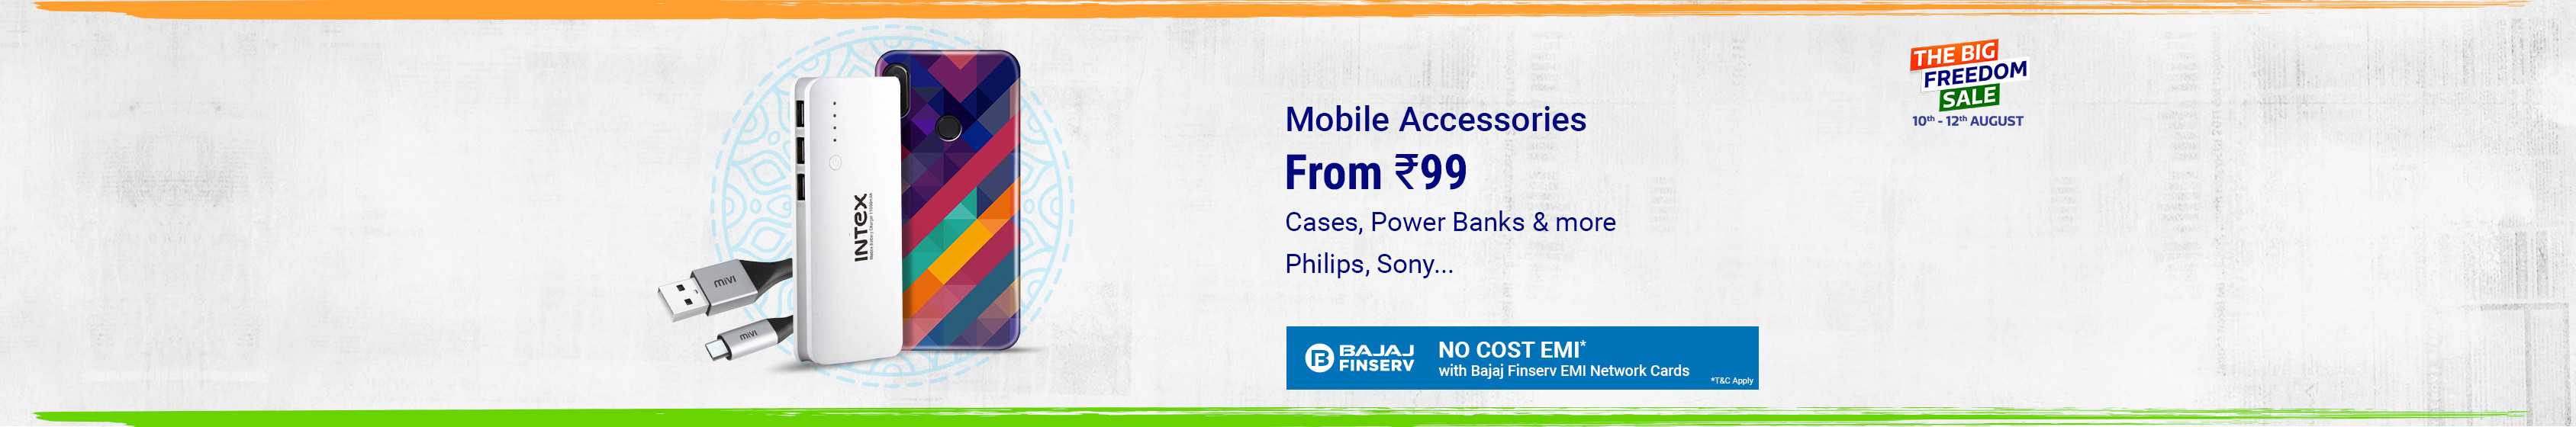 THE BIG
FREEDOM
SALE
10th - 12th AUGUST
Mobile Accessories
From ₹99
Cases, Power Banks & more
Philips, Sony...
BAJAJ
FINSERV
NO COST EMI*
with Bajaj Finserv EMI Network Cards
*T&C Apply
INTEX
mivi
mivi